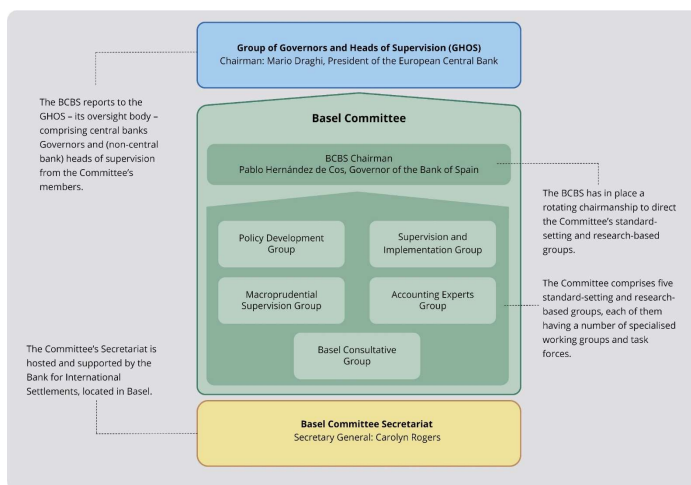 Group of Governors and Heads of Supervision (GHOS)
Chairman: Mario Draghi, President of the European Central Bank
The BCBS reports to the
GHOS – its oversight body –
comprising central banks
Governors and (non-central
bank) heads of supervision
from the Committee's
members.
Basel Committee
BCBS Chairman
Pablo Hernández de Cos, Governor of the Bank of Spain
The BCBS has in place a
rotating chairmanship to direct
the Committee's standard-
setting and research-based
groups.
Policy Development
Group
Supervision and
Implementation Group
Macroprudential
Supervision Group
Accounting Experts
Group
Basel Consultative
Group
The Committee comprises five
standard-setting and research-
based groups, each of them
having a number of specialised
working groups and task
forces.
The Committee's Secretariat is
hosted and supported by the
Bank for International
Settlements, located in Basel.
Basel Committee Secretariat
Secretary General: Carolyn Rogers